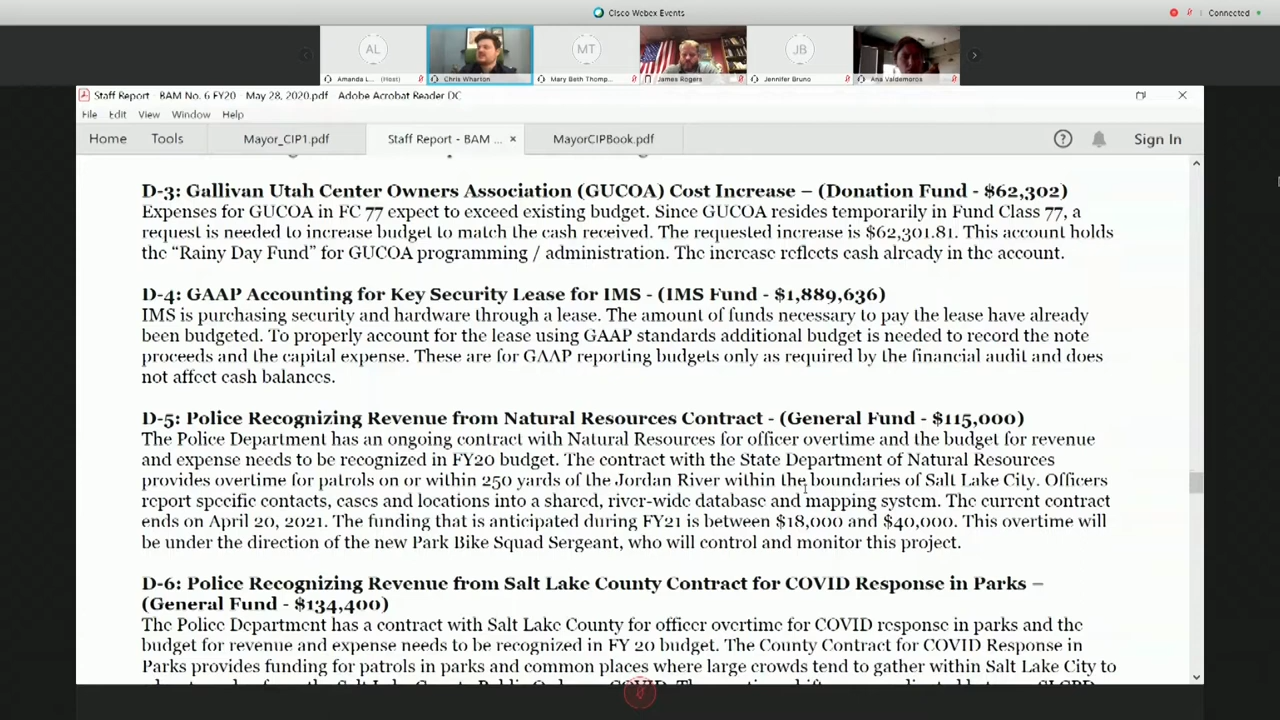 Cisco Webex Events
Connected
AL
MT
JB
Amanda L... (Host)
Chris Wharton
Mary Beth Thomp...
James Rogers
Jennifer Bruno
Ana Valdemoros
Staff Report BAM No. 6 FY20 May 28, 2020.pdf Adobe Acrobat Reader DC
File Edit View Window Help
Home Tools Mayor_CIP1.pdf Staff Report - BAM ... × MayorCIPBook.pdf ? Sign In
D-3: Gallivan Utah Center Owners Association (GUCOA) Cost Increase – (Donation Fund - $62,302)
Expenses for GUCOA in FC 77 expect to exceed existing budget. Since GUCOA resides temporarily in Fund Class 77, a
request is needed to increase budget to match the cash received. The requested increase is $62,301.81. This account holds
the “Rainy Day Fund” for GUCOA programming / administration. The increase reflects cash already in the account.
D-4: GAAP Accounting for Key Security Lease for IMS - (IMS Fund - $1,889,636)
IMS is purchasing security and hardware through a lease. The amount of funds necessary to pay the lease have already
been budgeted. To properly account for the lease using GAAP standards additional budget is needed to record the note
proceeds and the capital expense. These are for GAAP reporting budgets only as required by the financial audit and does
not affect cash balances.
D-5: Police Recognizing Revenue from Natural Resources Contract - (General Fund - $115,000)
The Police Department has an ongoing contract with Natural Resources for officer overtime and the budget for revenue
and expense needs to be recognized in FY20 budget. The contract with the State Department of Natural Resources
provides overtime for patrols on or within 250 yards of the Jordan River within the boundaries of Salt Lake City. Officers
report specific contacts, cases and locations into a shared, river-wide database and mapping system. The current contract
ends on April 20, 2021. The funding that is anticipated during FY21 is between $18,000 and $40,000. This overtime will
be under the direction of the new Park Bike Squad Sergeant, who will control and monitor this project.
D-6: Police Recognizing Revenue from Salt Lake County Contract for COVID Response in Parks –
(General Fund - $134,400)
The Police Department has a contract with Salt Lake County for officer overtime for COVID response in parks and the
budget for revenue and expense needs to be recognized in FY 20 budget. The County Contract for COVID Response in
Parks provides funding for patrols in parks and common places where large crowds tend to gather within Salt Lake City to